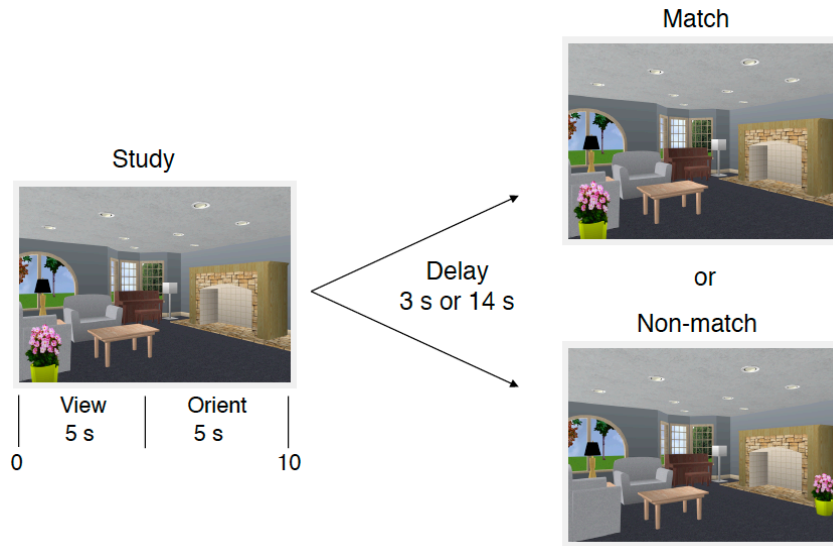 Match
Study
Delay
3 s or 14 s
or
Non-match
View
5 s
Orient
5 s
0
10